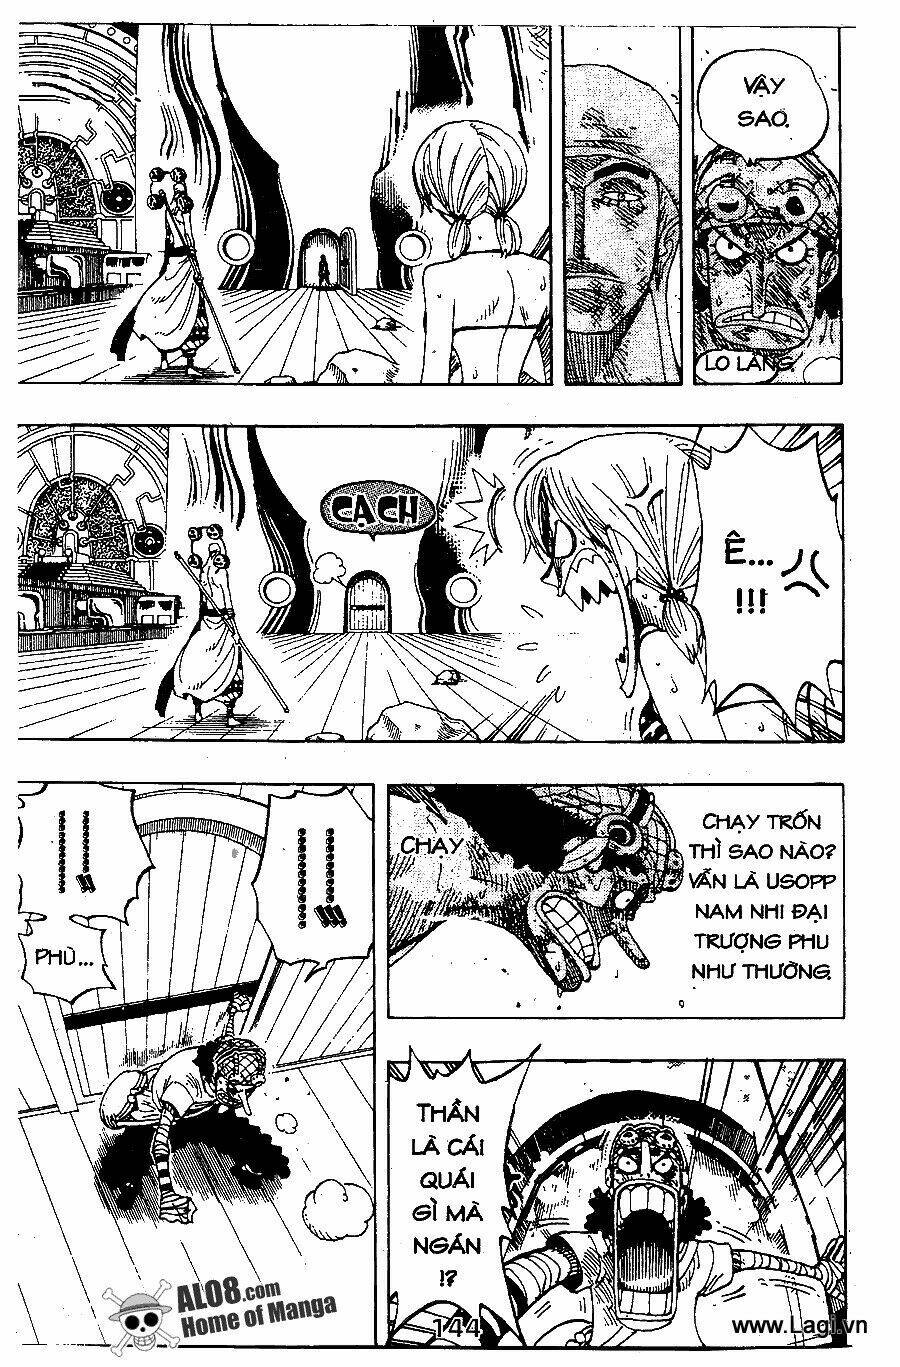 VẬY
SAO.
LO LẮNG.
Ê...
!!!
CẠCH
CHẠY TRỐN
THÌ SAO NÀO?
VẪN LÀ USOPP
NAM NHI ĐẠI
TRƯỢNG PHU
NHƯ THƯỜNG.
CHẠY
PHÙ...
THẦN
LÀ CÁI
QUÁI
GÌ MÀ
NGÁN
!?
144
AL08.com
Home of Manga
www.Lagi.vn